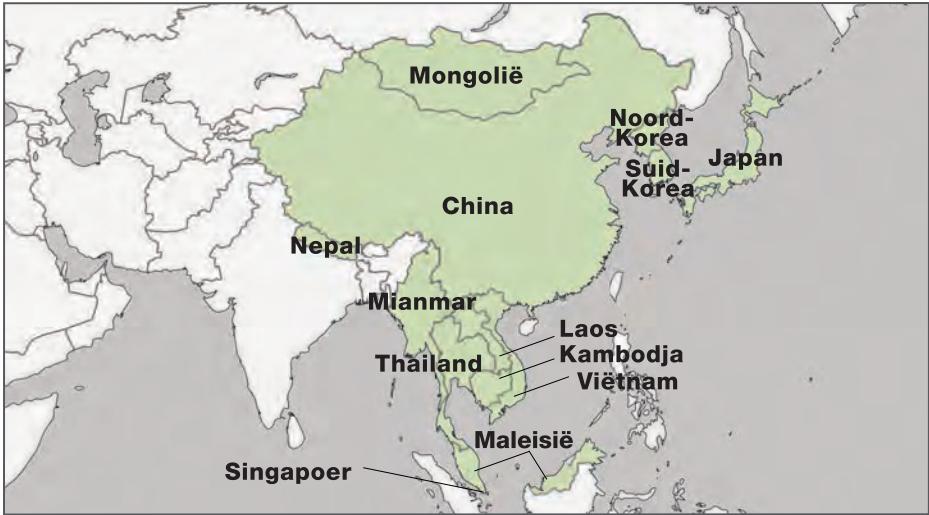 Mongolië
Noord-
Korea
Suid-
Korea
Japan
China
Nepal
Mianmar
Laos
Kambodja
Thailand
Viëtnam
Maleisië
Singapoer